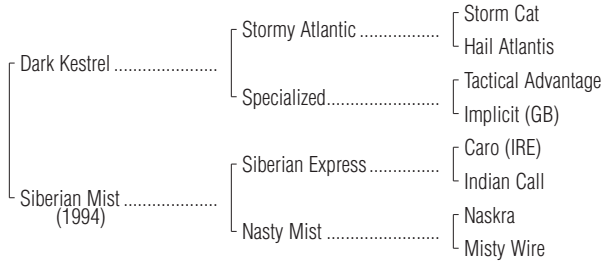 Storm Cat
Stormy Atlantic ..................
Hail Atlantis
Dark Kestrel .......................
Tactical Advantage
Specialized.........................
Implicit (GB)
Caro (IRE)
Siberian Express ................
Indian Call
Siberian Mist .....................
(1994)
Naskra
Nasty Mist ..........................
Misty Wire